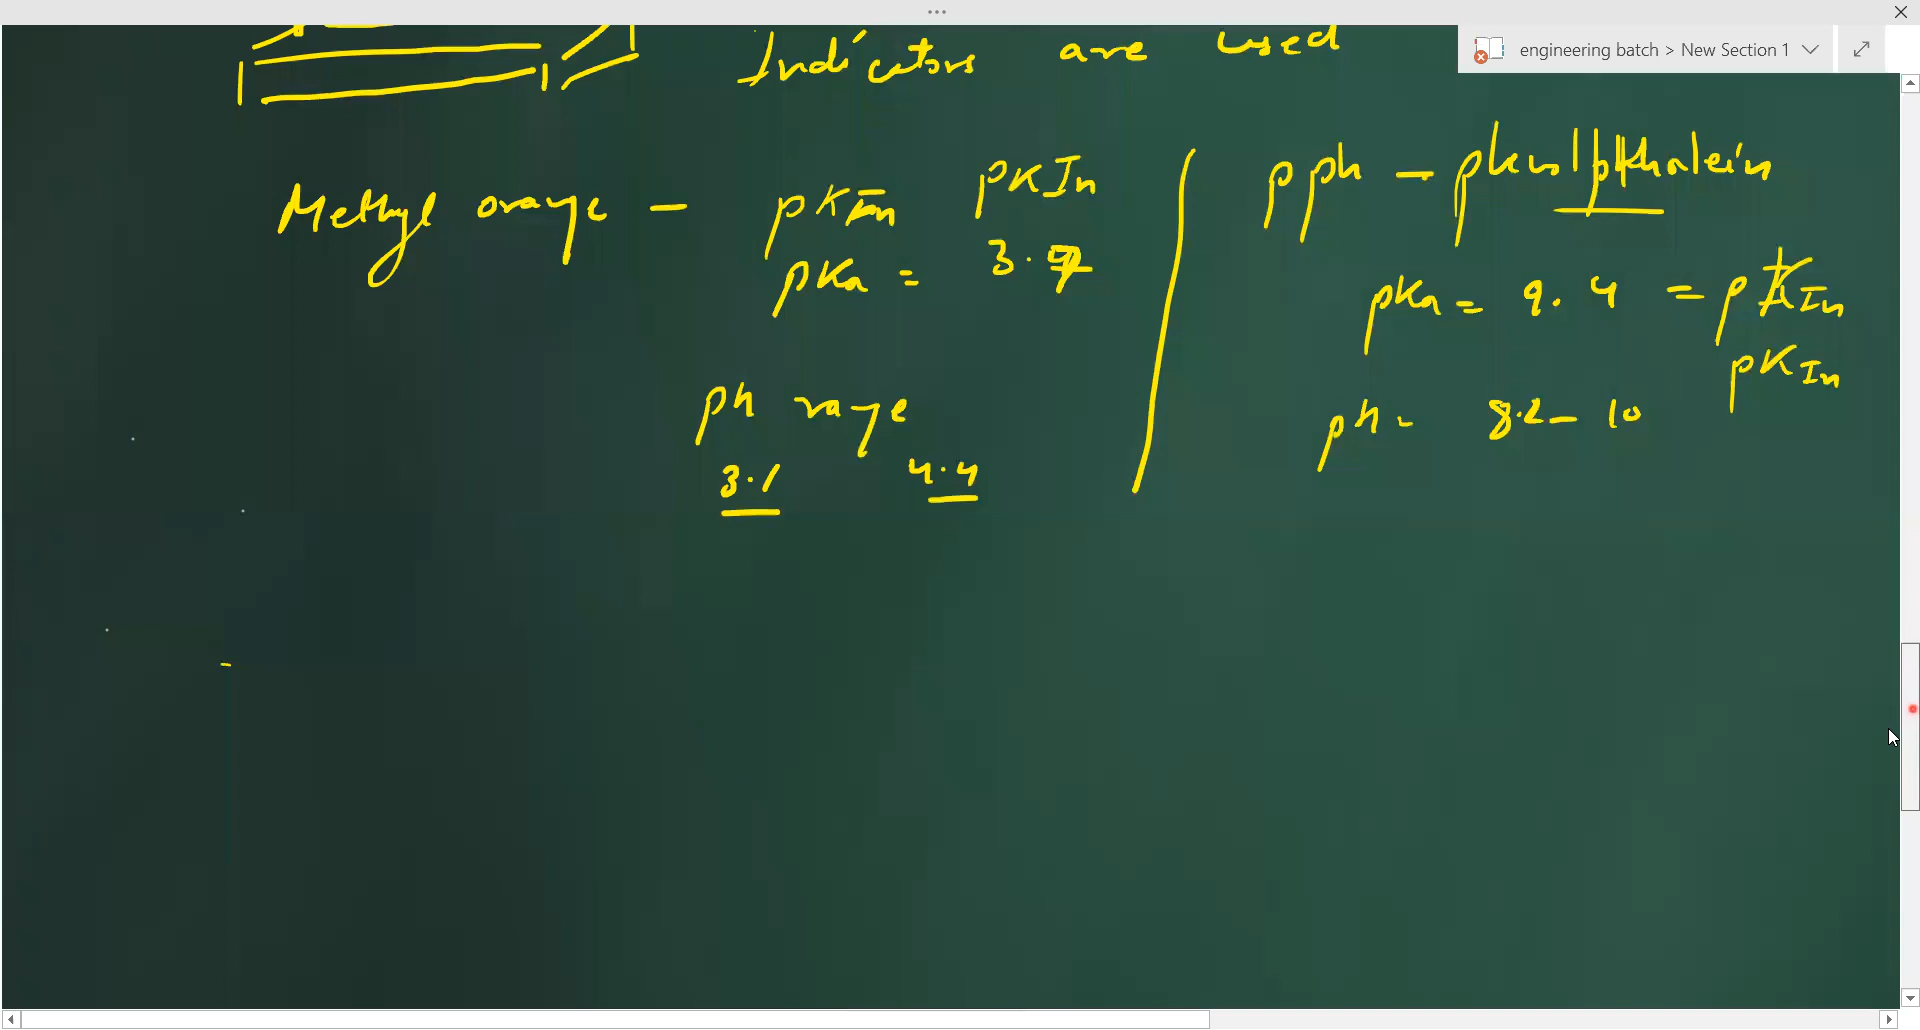 engineering batch > New Section 1
Indicators are used
Methyl orange - pKIn pKIn
pKa = 3.7
ph range
3.1 4.4
pph - phenlpthalein
pKa = 9.4 = pKIn
pKIn
pH = 8.2 - 10